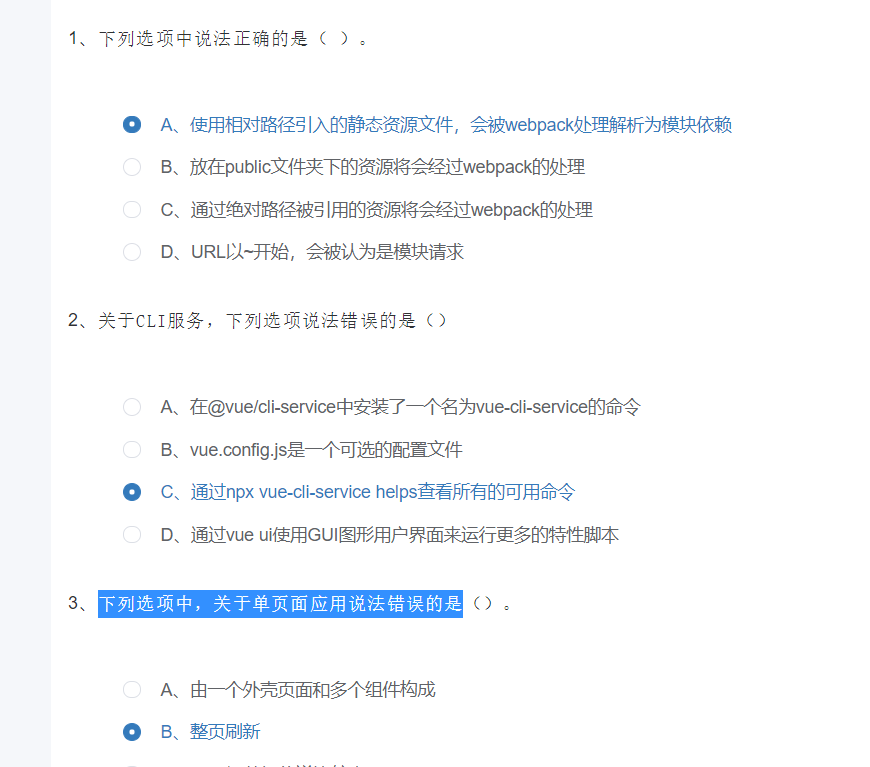 1、下列选项中说法正确的是（ ）。
A、使用相对路径引入的静态资源文件，会被webpack处理解析为模块依赖
B、放在public文件夹下的资源将会经过webpack的处理
C、通过绝对路径被引用的资源将会经过webpack的处理
D、URL以~开始，会被认为是模块请求
2、关于CLI服务，下列选项说法错误的是（）
A、在@vue/cli-service中安装了一个名为vue-cli-service的命令
B、vue.config.js是一个可选的配置文件
C、通过npx vue-cli-service helps查看所有的可用命令
D、通过vue ui使用GUI图形用户界面来运行更多的特性脚本
3、下列选项中，关于单页面应用说法错误的是（）。
A、由一个外壳页面和多个组件构成
B、整页刷新